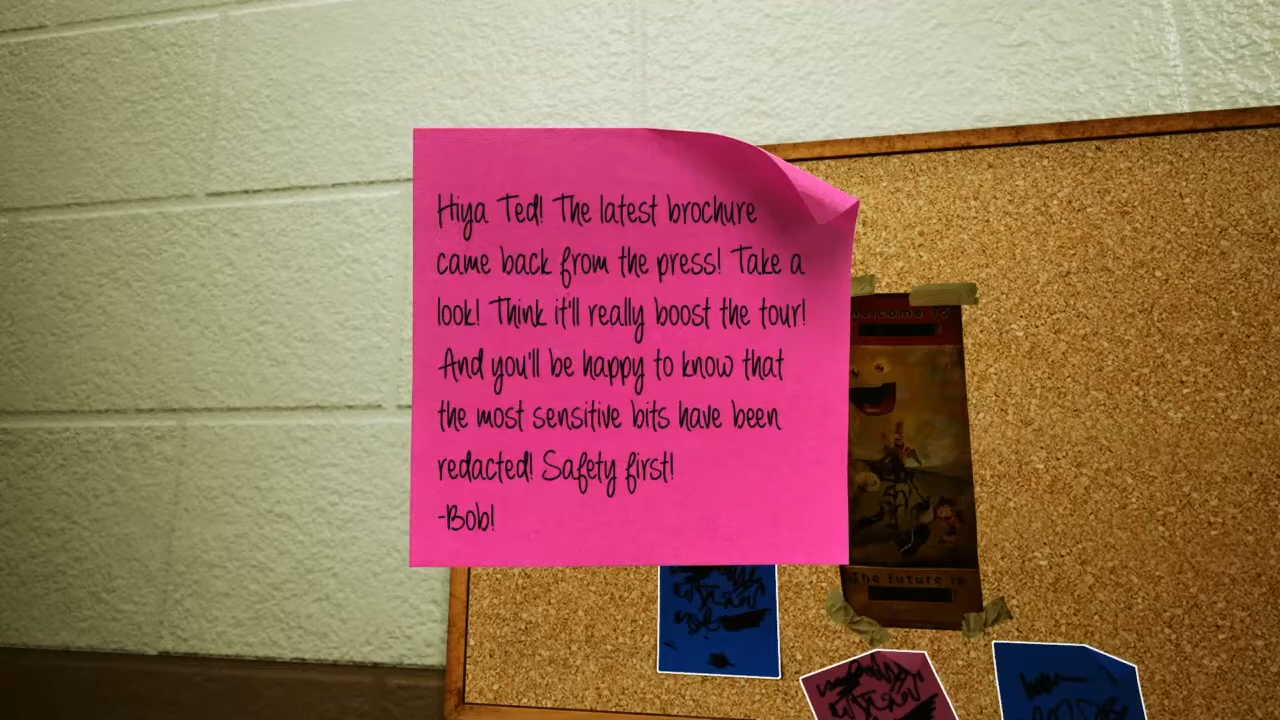 Hiya Ted! The latest brochure
came back from the press! Take a
look! Think it'll really boost the tour!
And you'll be happy to know that
the most sensitive bits have been
redacted! Safety first!
-Bob!
Welcome to
The future is